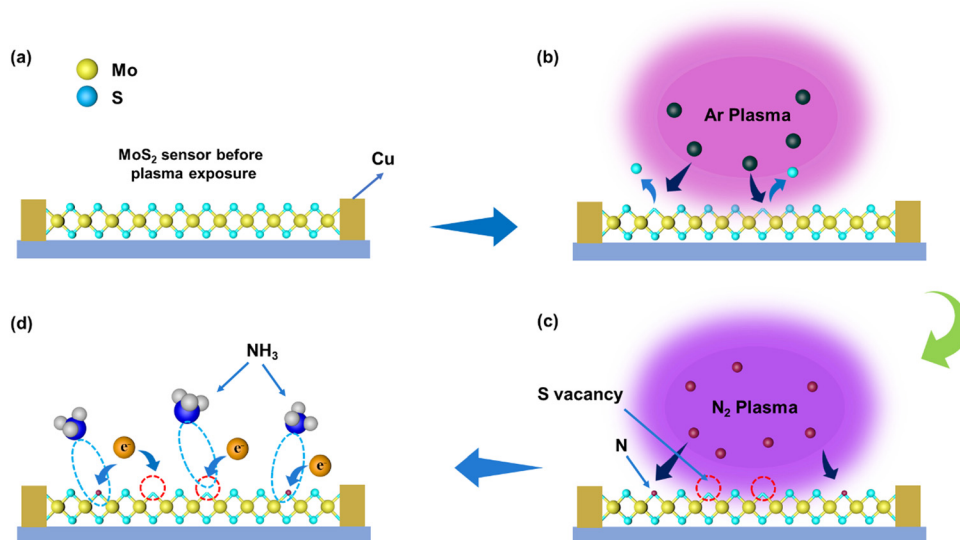 (a)
Mo
S
MoS₂ sensor before
plasma exposure
Cu
(b)
Ar Plasma
(d)
NH₃
e⁻
e⁻
e⁻
(c)
S vacancy
N₂ Plasma
N